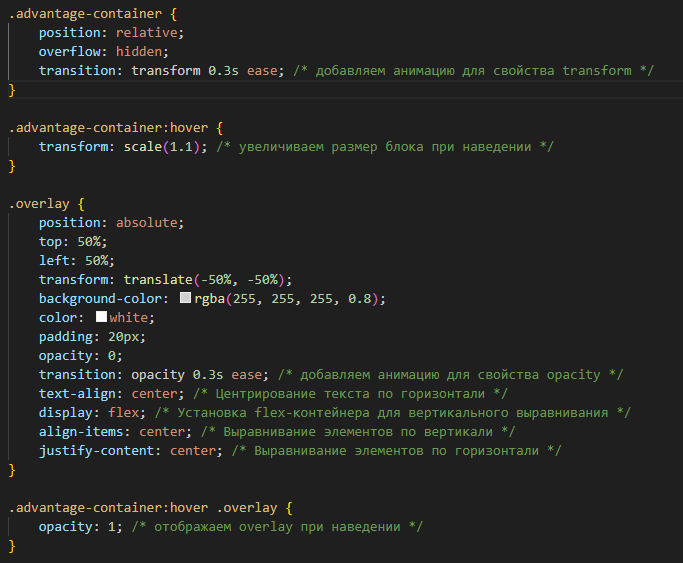 .advantage-container {
position: relative;
overflow: hidden;
transition: transform 0.3s ease; /* добавляем анимацию для свойства transform */
}
.advantage-container:hover {
transform: scale(1.1); /* увеличиваем размер блока при наведении */
}
.overlay {
position: absolute;
top: 50%;
left: 50%;
transform: translate(-50%, -50%);
background-color: rgba(255, 255, 255, 0.8);
color: white;
padding: 20px;
opacity: 0;
transition: opacity 0.3s ease; /* добавляем анимацию для свойства opacity */
text-align: center; /* Центрирование текста по горизонтали */
display: flex; /* Установка flex-контейнера для вертикального выравнивания */
align-items: center; /* Выравнивание элементов по вертикали */
justify-content: center; /* Выравнивание элементов по горизонтали */
}
.advantage-container:hover .overlay {
opacity: 1; /* отображаем overlay при наведении */
}